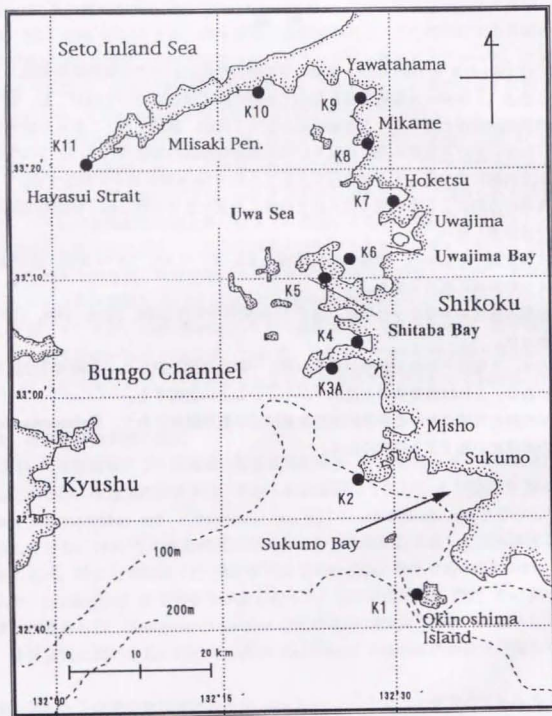 Seto Inland Sea
4
Yawatahama
K10
K9
Mikame
K11
MIisaki Pen.
K8
33°20'
Hayasui Strait
Hoketsu
K7
Uwa Sea
Uwajima
K6
Uwajima Bay
33°10'
K5
Shikoku
K4
Shitaba Bay
Bungo Channel
K3A
33°00'
Misho
Sukumo
Kyushu
K2
32°50'
100m
Sukumo Bay
200m
K1
Okinoshima
Island
32°40'
0 10 20 km
132°00' 132°15' 132°30'